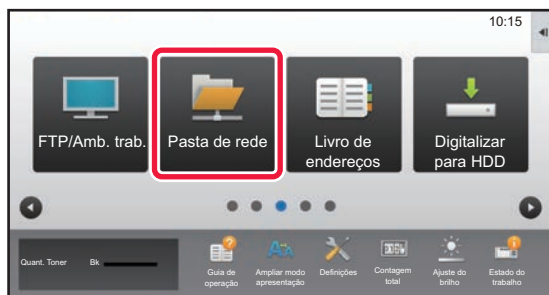 10:15
FTP/Amb. trab.
Pasta de rede
Livro de
endereços
Digitalizar
para HDD
Quant. Toner Bk
Guia de
operação
Ampliar modo
apresentação
Definições
Contagem
total
Ajuste do
brilho
Estado do
trabalho